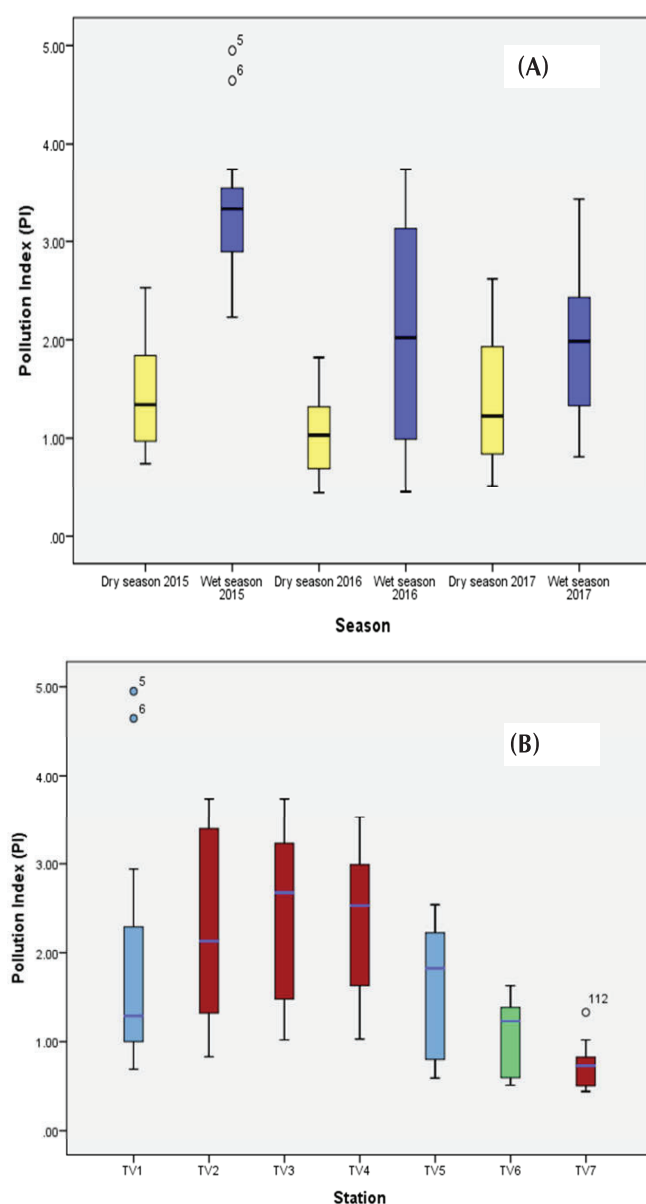 5.00
5
6
(A)
4.00
3.00
2.00
1.00
.00
Pollution Index (PI)
Dry season 2015
Wet season
2015
Dry season 2016
Wet season
2016
Dry season 2017
Wet season
2017
Season
5.00
5
6
(B)
4.00
3.00
2.00
1.00
.00
112
Pollution Index (PI)
TV1
TV2
TV3
TV4
TV5
TV6
TV7
Station